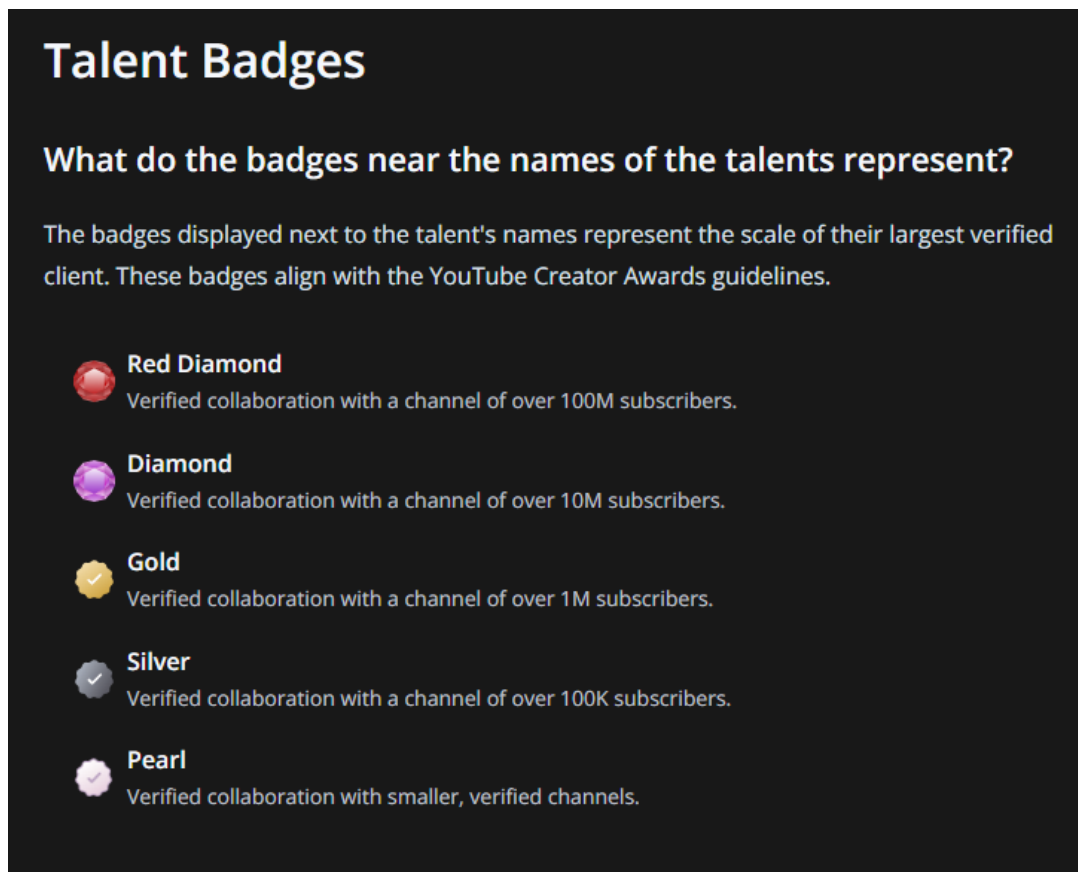 Talent Badges
What do the badges near the names of the talents represent?
The badges displayed next to the talent's names represent the scale of their largest verified
client. These badges align with the YouTube Creator Awards guidelines.
Red Diamond
Verified collaboration with a channel of over 100M subscribers.
Diamond
Verified collaboration with a channel of over 10M subscribers.
Gold
Verified collaboration with a channel of over 1M subscribers.
Silver
Verified collaboration with a channel of over 100K subscribers.
Pearl
Verified collaboration with smaller, verified channels.